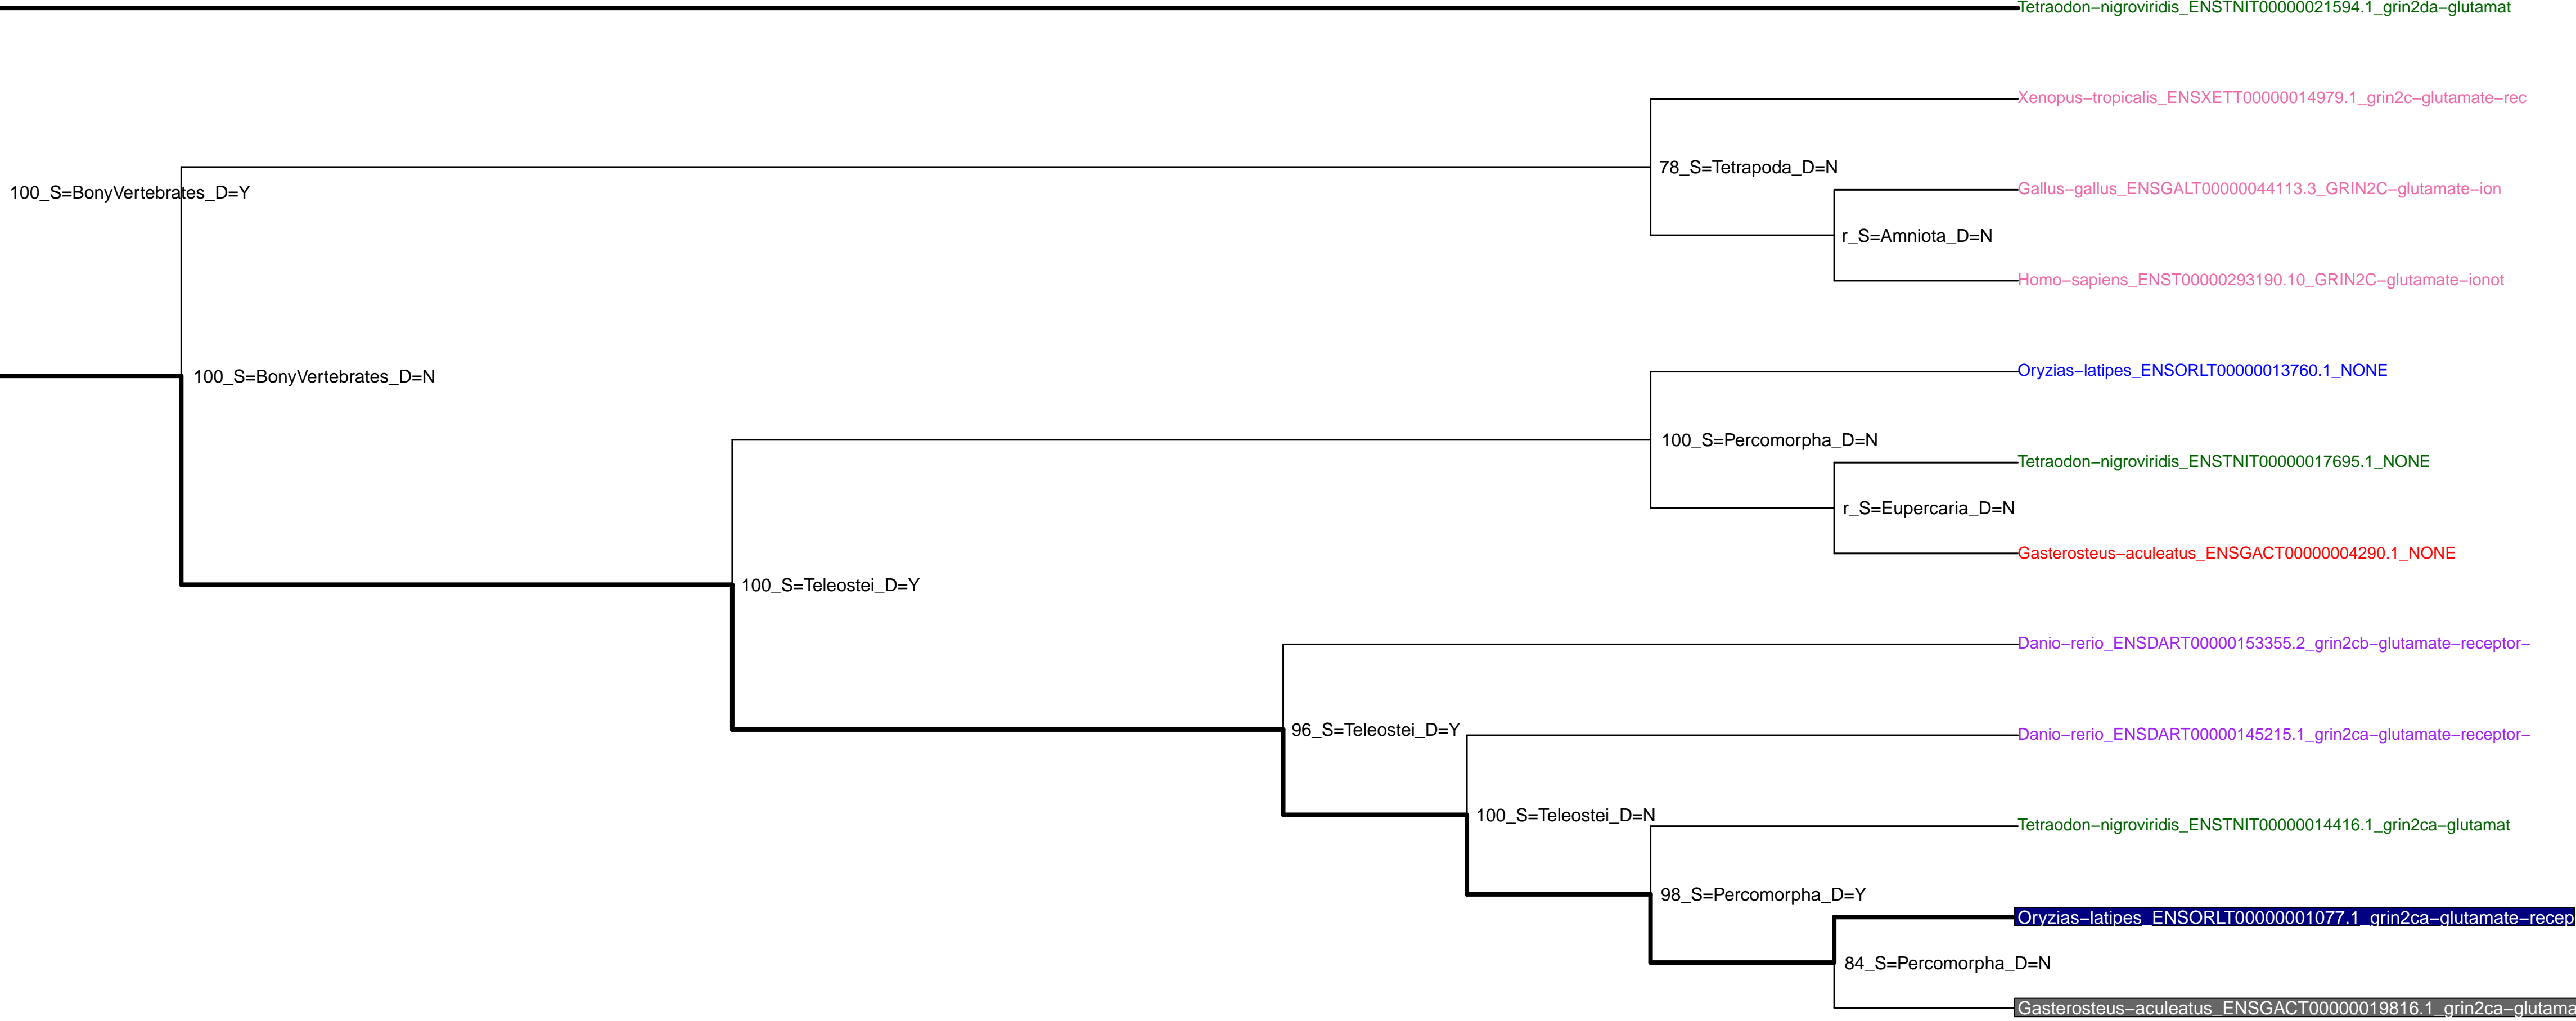 Tetraodon−nigroviridis_ENSTNIT00000021594.1_grin2da−glutamat
Xenopus−tropicalis_ENSXETT00000014979.1_grin2c−glutamate−rec
78_S=Tetrapoda_D=N
Gallus−gallus_ENSGALT00000044113.3_GRIN2C−glutamate−ion
100_S=BonyVertebrates_D=Y
r_S=Amniota_D=N
Homo−sapiens_ENST00000293190.10_GRIN2C−glutamate−ionot
Oryzias−latipes_ENSORLT00000013760.1_NONE
100_S=BonyVertebrates_D=N
100_S=Percomorpha_D=N
Tetraodon−nigroviridis_ENSTNIT00000017695.1_NONE
r_S=Eupercaria_D=N
Gasterosteus−aculeatus_ENSGACT00000004290.1_NONE
100_S=Teleostei_D=Y
Danio−rerio_ENSDART00000153355.2_grin2cb−glutamate−receptor−
96_S=Teleostei_D=Y
Danio−rerio_ENSDART00000145215.1_grin2ca−glutamate−receptor−
100_S=Teleostei_D=N
Tetraodon−nigroviridis_ENSTNIT00000014416.1_grin2ca−glutamat
98_S=Percomorpha_D=Y
Oryzias−latipes_ENSORLT00000001077.1_grin2ca−glutamate−recep
84_S=Percomorpha_D=N
Gasterosteus−aculeatus_ENSGACT00000019816.1_grin2ca−glutama